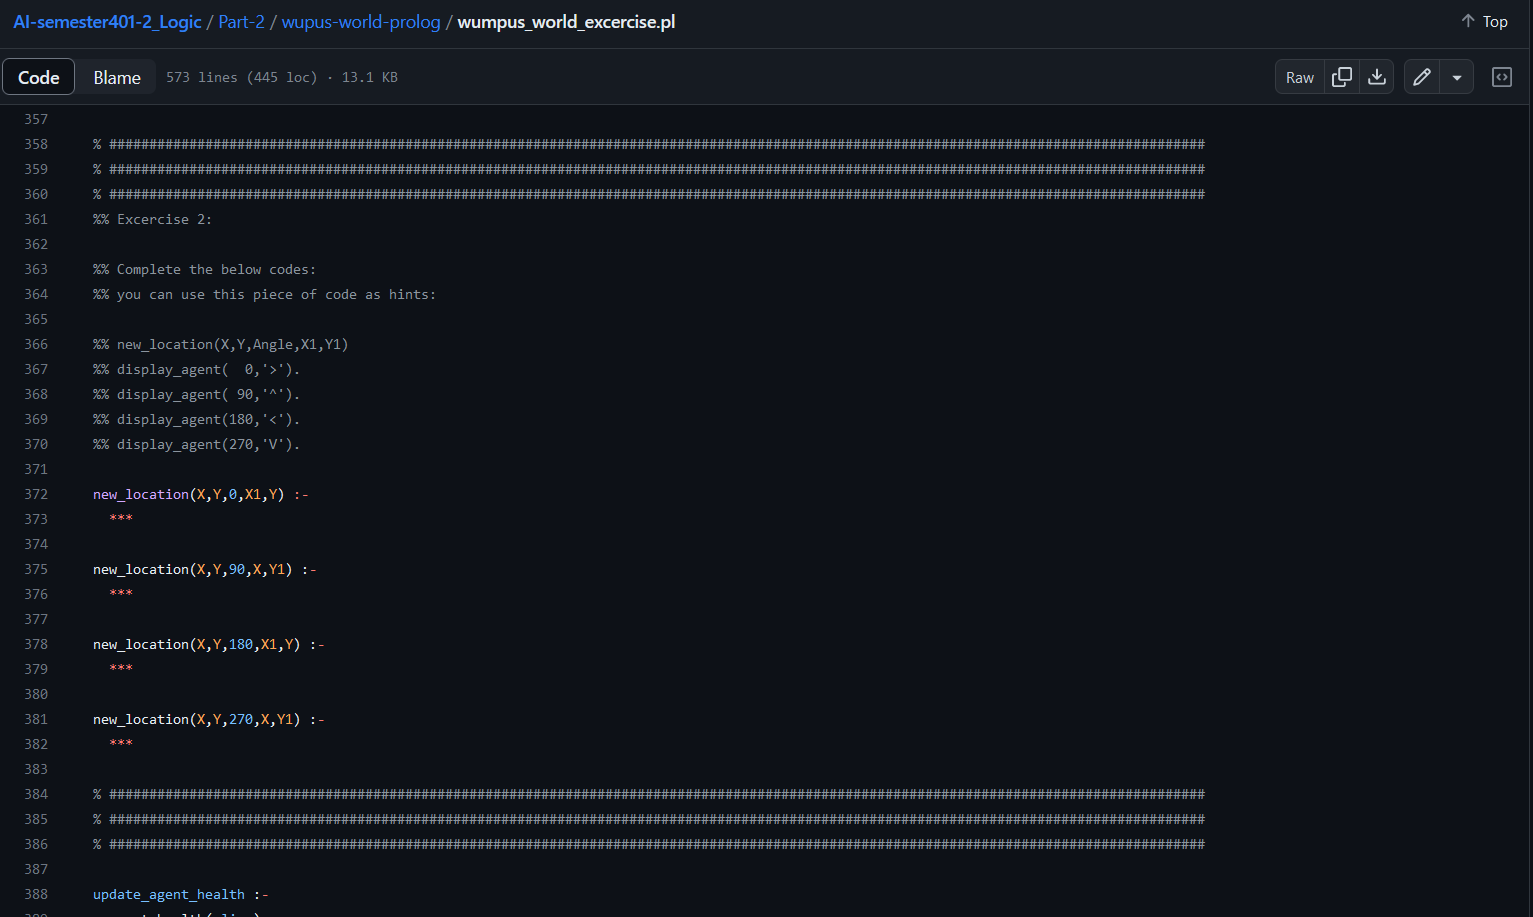 AI-semester401-2_Logic / Part-2 / wupus-world-prolog / wumpus_world_excercise.pl
Top
Code Blame 573 lines (445 loc) · 13.1 KB
Raw
357
358 % #########################################################################################################################################
359 % #########################################################################################################################################
360 % #########################################################################################################################################
361 %% Excercise 2:
362
363 %% Complete the below codes:
364 %% you can use this piece of code as hints:
365
366 %% new_location(X,Y,Angle,X1,Y1)
367 %% display_agent(  0,'>').
368 %% display_agent( 90,'^').
369 %% display_agent(180,'<').
370 %% display_agent(270,'V').
371
372 new_location(X,Y,0,X1,Y) :-
373   ***
374
375 new_location(X,Y,90,X,Y1) :-
376   ***
377
378 new_location(X,Y,180,X1,Y) :-
379   ***
380
381 new_location(X,Y,270,X,Y1) :-
382   ***
383
384 % #########################################################################################################################################
385 % #########################################################################################################################################
386 % #########################################################################################################################################
387
388 update_agent_health :-